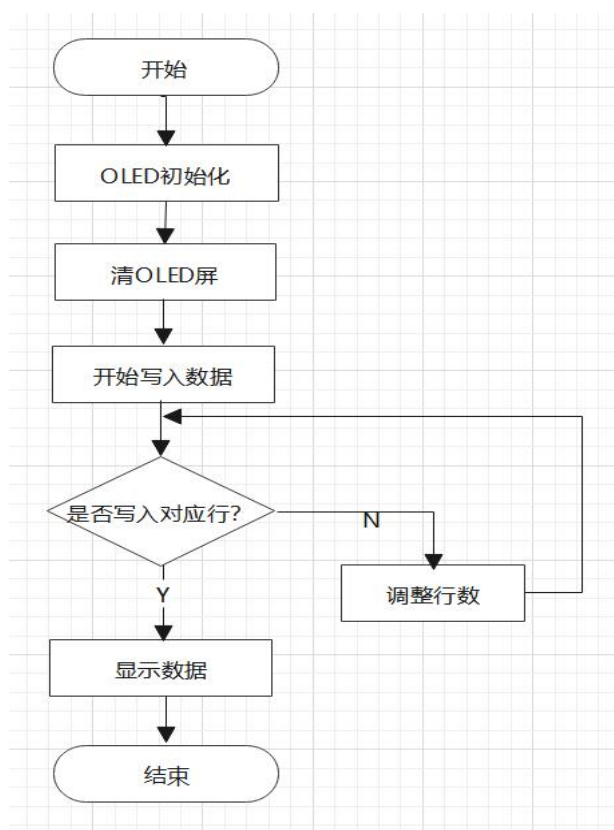 开始
OLED初始化
清OLED屏
开始写入数据
是否写入对应行?
N
调整行数
Y
显示数据
结束